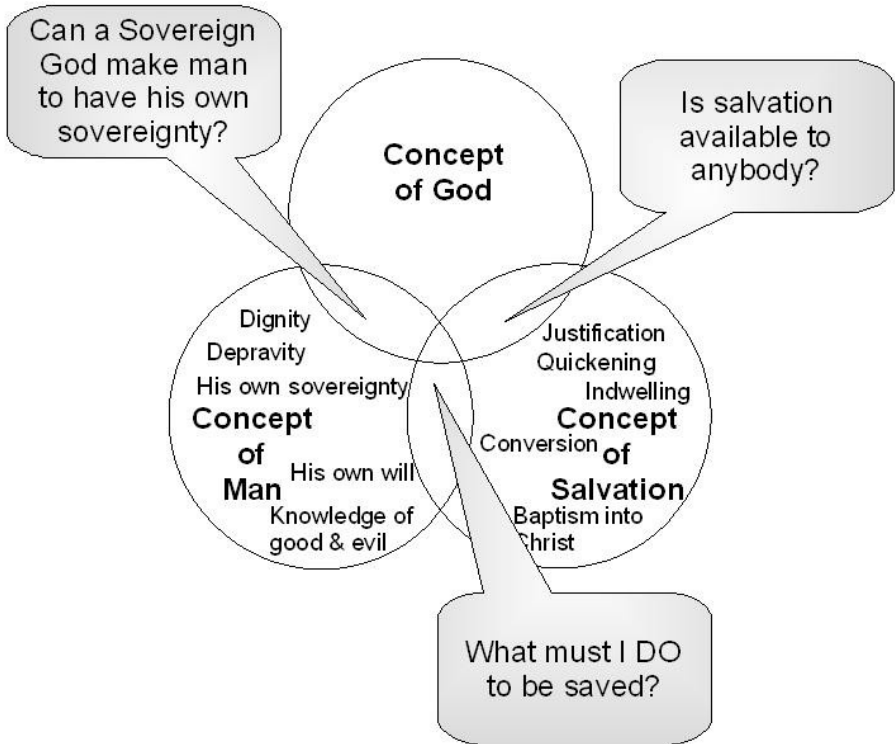 Can a Sovereign
God make man
to have his own
sovereignty?
Is salvation
available to
anybody?
Concept
of God
Dignity
Depravity
His own sovereignty
Concept
of
Man
His own will
Knowledge of
good & evil
Justification
Quickening
Indwelling
Concept
of
Salvation
Conversion
Baptism into
Christ
What must I DO
to be saved?